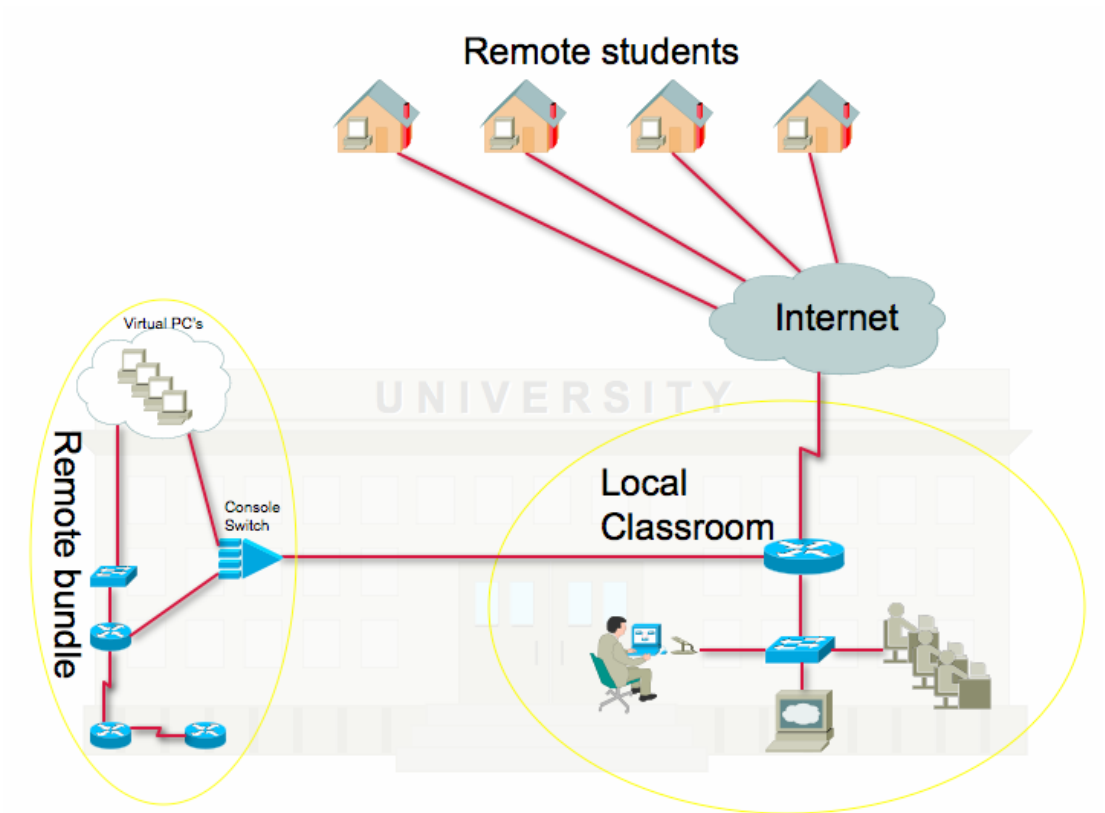 Remote students
Internet
Virtual PC's
UNIVERSITY
Remote bundle
Console
Switch
Local
Classroom